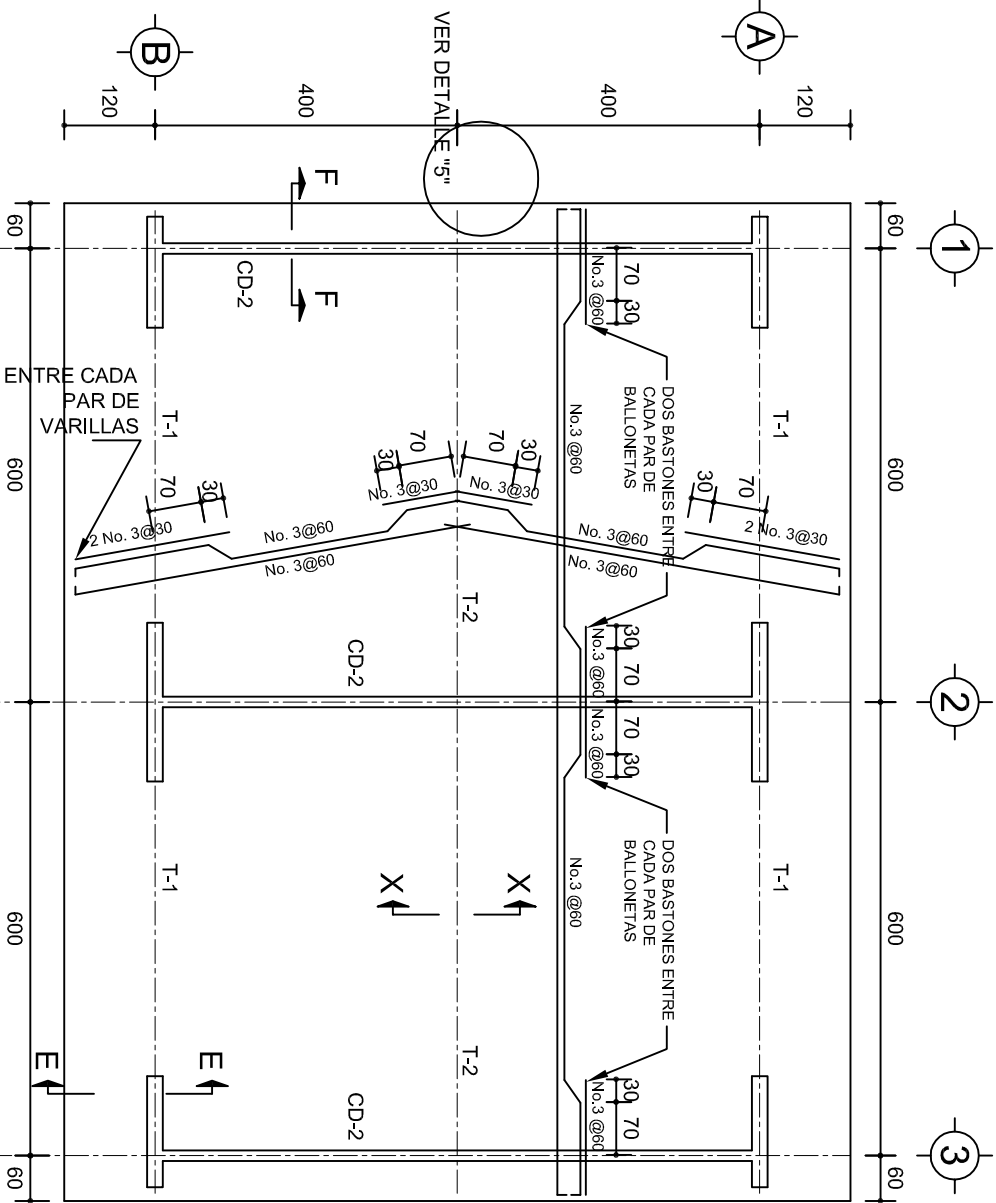 A
B
1
2
3
120
400
400
120
VER DETALLE "5"
60
600
600
60
60
600
600
60
F
F
CD-2
CD-2
CD-2
T-1
T-1
T-1
T-1
T-2
T-2
X
X
E
E
No.3 @60
70
30
DOS BASTONES ENTRE
CADA PAR DE
BALLONETAS
No.3 @60
30
70
No.3 @60
No.3 @60
70
30
DOS BASTONES ENTRE
CADA PAR DE
BALLONETAS
No.3 @60
30
70
No.3 @60
ENTRE CADA
PAR DE
VARILLAS
70
30
2 No. 3@30
No. 3@60
No. 3@60
30
70
No. 3@30
70
30
No. 3@30
No. 3@60
No. 3@60
30
70
2 No. 3@30